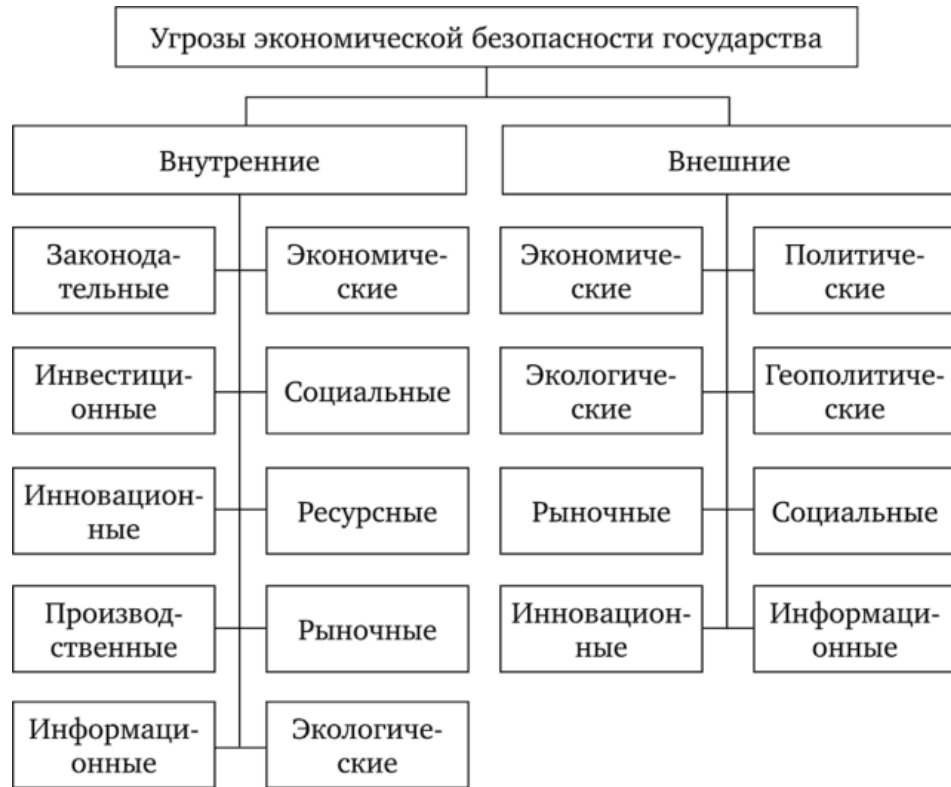 Угрозы экономической безопасности государства
Внутренние
Внешние
Законода-
тельные
Экономиче-
ские
Экономиче-
ские
Политиче-
ские
Инвестици-
онные
Социальные
Экологиче-
ские
Геополитиче-
ские
Инновацион-
ные
Ресурсные
Рыночные
Социальные
Производ-
ственные
Рыночные
Инновацион-
ные
Информаци-
онные
Информаци-
онные
Экологиче-
ские